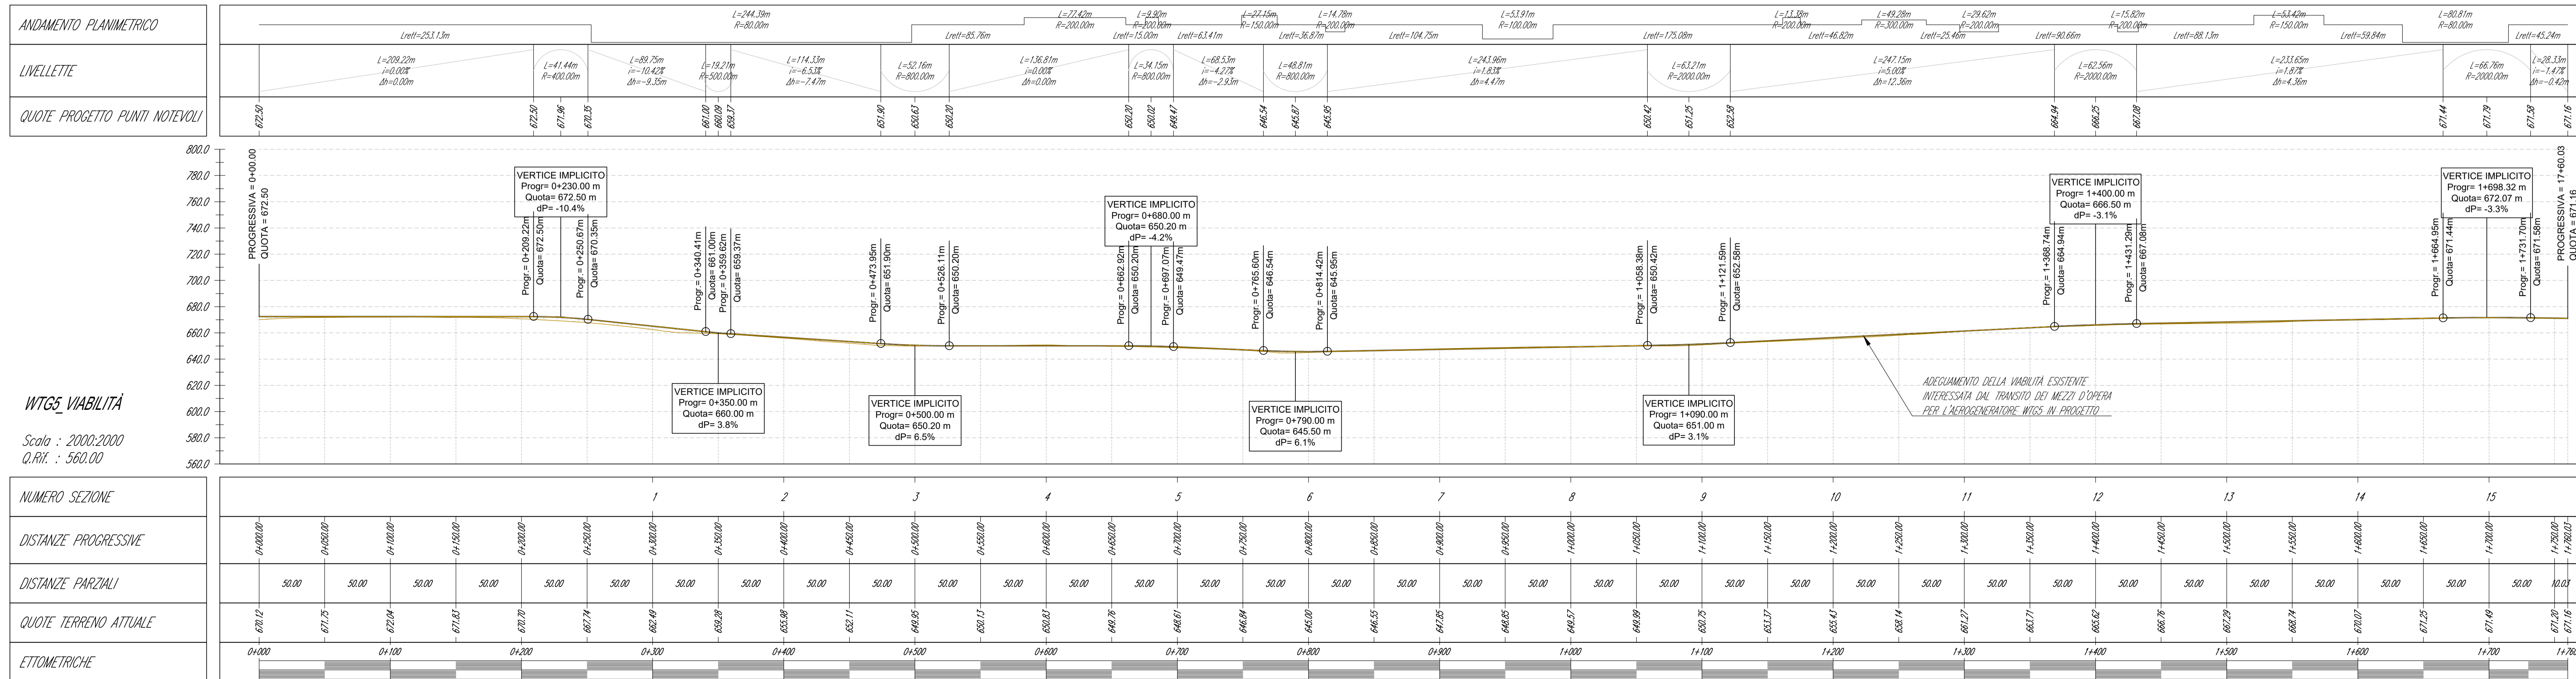 ANDAMENTO PLANIMETRICO
Lrett=253.13m
L=244.39m
R=80.00m
Lrett=85.76m
L=77.42m
R=200.00m
Lrett=15.00m
L=9.90m
R=200.00m
Lrett=63.41m
L=27.15m
R=150.00m
Lrett=36.87m
L=14.78m
R=200.00m
Lrett=104.75m
L=53.91m
R=100.00m
Lrett=175.08m
L=13.38m
R=200.00m
Lrett=46.82m
L=49.28m
R=300.00m
Lrett=25.46m
L=29.62m
R=200.00m
Lrett=90.66m
L=15.82m
R=200.00m
Lrett=88.13m
L=53.42m
R=150.00m
Lrett=59.84m
L=80.81m
R=80.00m
Lrett=45.24m
LIVELLETTE
L=209.22m
i=0.00%
Δh=0.00m
L=41.44m
R=400.00m
L=89.75m
i=-10.42%
Δh=-9.35m
L=19.21m
R=500.00m
L=114.33m
i=-6.53%
Δh=-7.47m
L=52.16m
R=800.00m
L=136.81m
i=0.00%
Δh=0.00m
L=34.15m
R=800.00m
L=68.53m
i=-4.27%
Δh=-2.93m
L=48.81m
R=800.00m
L=243.96m
i=1.83%
Δh=4.47m
L=63.21m
R=2000.00m
L=247.15m
i=5.00%
Δh=12.36m
L=62.56m
R=2000.00m
L=233.65m
i=1.87%
Δh=4.36m
L=66.76m
R=2000.00m
L=28.33m
i=-1.47%
Δh=-0.42m
QUOTE PROGETTO PUNTI NOTEVOLI
672.50 672.50 671.96 670.35 661.00 660.09 659.37 651.90 650.63 650.20 650.20 650.02 649.47 646.54 645.87 645.95 650.42 651.25 652.58 664.94 666.25 667.08 671.44 671.79 671.58 671.16
800.0
780.0
760.0
740.0
720.0
700.0
680.0
660.0
640.0
620.0
600.0
580.0
560.0
PROGRESSIVA = 0+00.00
QUOTA = 672.50
VERTICE IMPLICITO
Progr= 0+230.00 m
Quota= 672.50 m
dP= -10.4%
Progr.= 0+209.22m
Quota= 672.50m
Progr.= 0+250.67m
Quota= 670.35m
Progr.= 0+340.41m
Quota= 661.00m
Progr.= 0+359.62m
Quota= 659.37m
VERTICE IMPLICITO
Progr= 0+350.00 m
Quota= 660.00 m
dP= 3.8%
Progr.= 0+473.95m
Quota= 651.90m
Progr.= 0+526.11m
Quota= 650.20m
VERTICE IMPLICITO
Progr= 0+500.00 m
Quota= 650.20 m
dP= 6.5%
VERTICE IMPLICITO
Progr= 0+680.00 m
Quota= 650.20 m
dP= -4.2%
Progr.= 0+662.92m
Quota= 650.20m
Progr.= 0+697.07m
Quota= 649.47m
Progr.= 0+765.60m
Quota= 646.54m
Progr.= 0+814.42m
Quota= 645.95m
VERTICE IMPLICITO
Progr= 0+790.00 m
Quota= 645.50 m
dP= 6.1%
Progr.= 1+058.38m
Quota= 650.42m
Progr.= 1+121.59m
Quota= 652.58m
VERTICE IMPLICITO
Progr= 1+090.00 m
Quota= 651.00 m
dP= 3.1%
VERTICE IMPLICITO
Progr= 1+400.00 m
Quota= 666.50 m
dP= -3.1%
Progr.= 1+368.74m
Quota= 664.94m
Progr.= 1+431.29m
Quota= 667.08m
VERTICE IMPLICITO
Progr= 1+698.32 m
Quota= 672.07 m
dP= -3.3%
Progr.= 1+664.95m
Quota= 671.44m
Progr.= 1+731.70m
Quota= 671.58m
PROGRESSIVA = 17+60.03
QUOTA = 671.16
ADEGUAMENTO DELLA VIABILITÀ ESISTENTE
INTERESSATA DAL TRANSITO DEI MEZZI D'OPERA
PER L'AEROGENERATORE WTG5 IN PROGETTO
WTG5_VIABILITÀ
Scala : 2000:2000
Q.Rif. : 560.00
NUMERO SEZIONE
1 2 3 4 5 6 7 8 9 10 11 12 13 14 15
DISTANZE PROGRESSIVE
0+000.00 0+050.00 0+100.00 0+150.00 0+200.00 0+250.00 0+300.00 0+350.00 0+400.00 0+450.00 0+500.00 0+550.00 0+600.00 0+650.00 0+700.00 0+750.00 0+800.00 0+850.00 0+900.00 0+950.00 1+000.00 1+050.00 1+100.00 1+150.00 1+200.00 1+250.00 1+300.00 1+350.00 1+400.00 1+450.00 1+500.00 1+550.00 1+600.00 1+650.00 1+700.00 1+750.00 1+760.03
DISTANZE PARZIALI
50.00 50.00 50.00 50.00 50.00 50.00 50.00 50.00 50.00 50.00 50.00 50.00 50.00 50.00 50.00 50.00 50.00 50.00 50.00 50.00 50.00 50.00 50.00 50.00 50.00 50.00 50.00 50.00 50.00 50.00 50.00 50.00 50.00 50.00 50.00 10.03
QUOTE TERRENO ATTUALE
670.12 671.75 672.04 671.83 670.70 667.74 662.49 659.28 655.98 652.11 649.95 650.13 650.83 649.76 648.61 646.84 645.00 646.55 647.85 648.85 649.57 649.99 650.75 653.37 655.43 658.14 661.27 663.71 665.62 666.76 667.29 668.74 670.07 671.25 671.49 671.20 671.16
ETTOMETRICHE
0+000 0+100 0+200 0+300 0+400 0+500 0+600 0+700 0+800 0+900 1+000 1+100 1+200 1+300 1+400 1+500 1+600 1+700 1+760